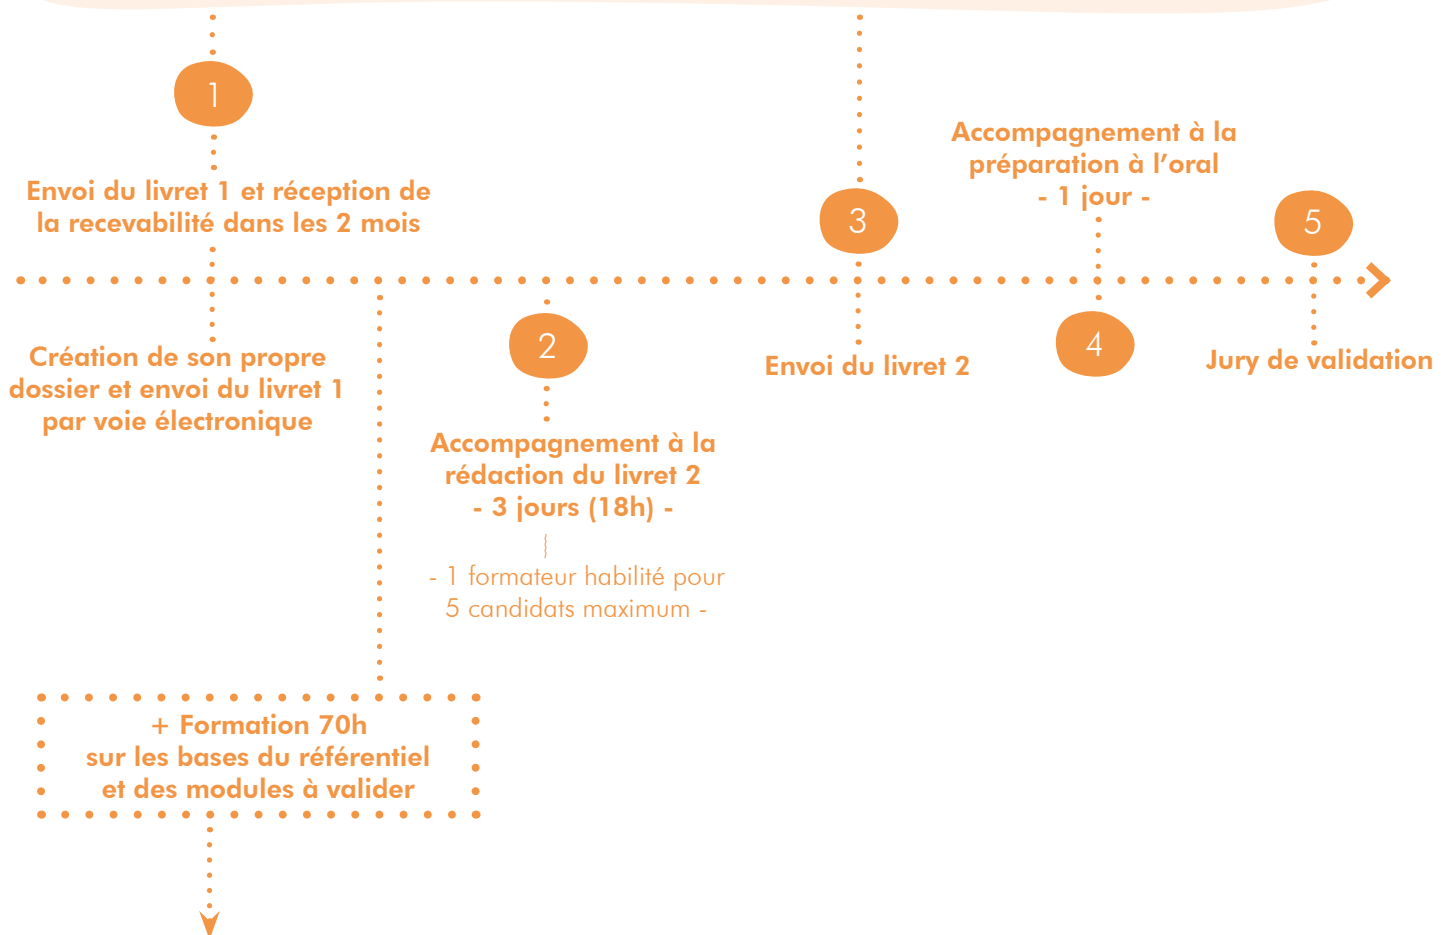 1
Envoi du livret 1 et réception de
la recevabilité dans les 2 mois
Création de son propre
dossier et envoi du livret 1
par voie électronique
+ Formation 70h
sur les bases du référentiel
et des modules à valider
2
Accompagnement à la
rédaction du livret 2
- 3 jours (18h) -
- 1 formateur habilité pour
5 candidats maximum -
3
Envoi du livret 2
Accompagnement à la
préparation à l’oral
- 1 jour -
4
5
Jury de validation